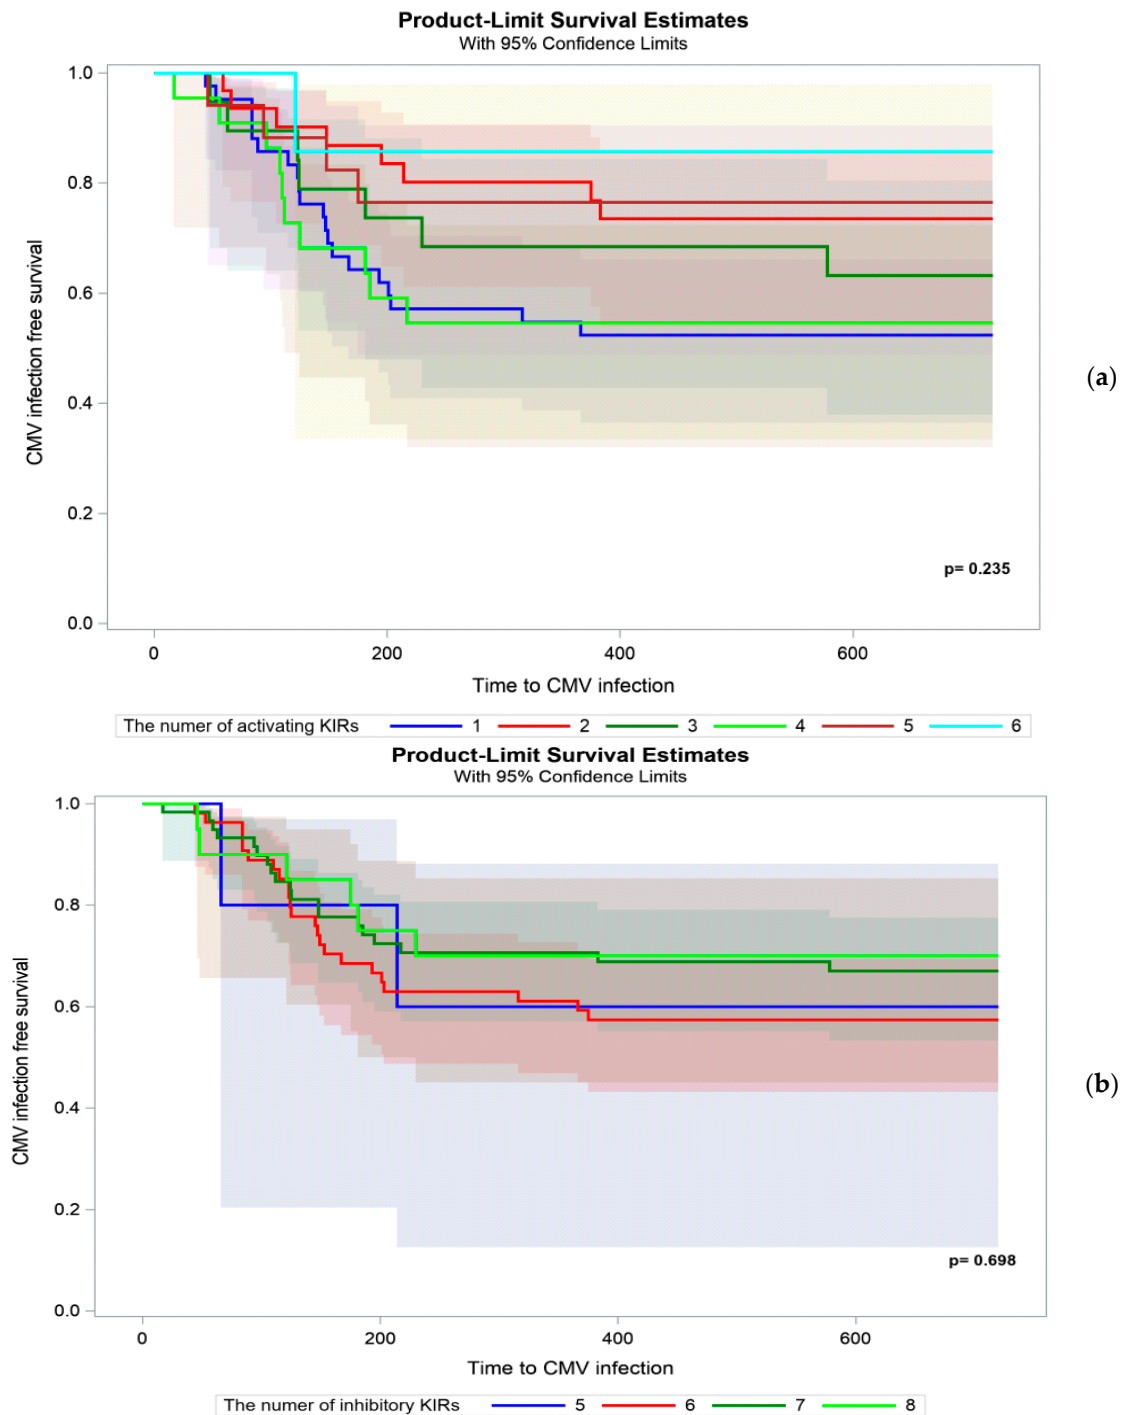 Product-Limit Survival Estimates
With 95% Confidence Limits
1.0
0.8
0.6
0.4
0.2
0.0
CMV infection free survival
p= 0.235
(a)
0 200 400 600
Time to CMV infection
The numer of activating KIRs 1 2 3 4 5 6
Product-Limit Survival Estimates
With 95% Confidence Limits
1.0
0.8
0.6
0.4
0.2
0.0
CMV infection free survival
p= 0.698
(b)
0 200 400 600
Time to CMV infection
The numer of inhibitory KIRs 5 6 7 8